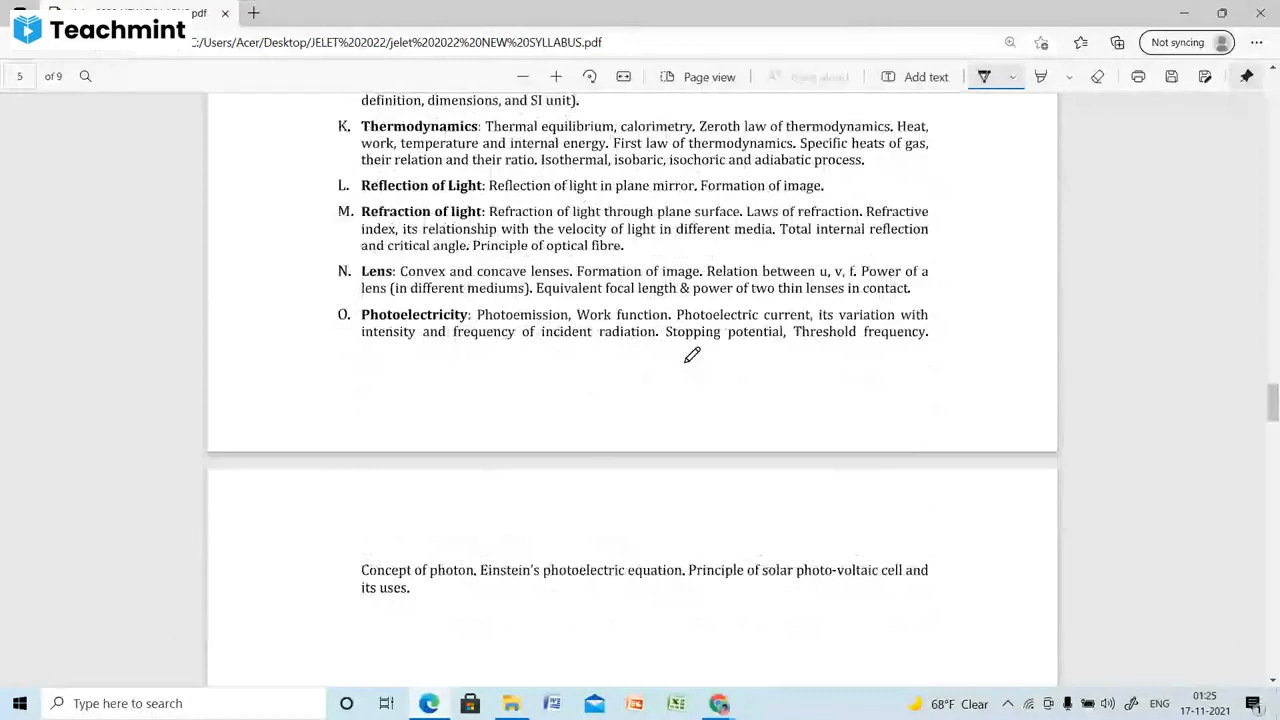 pdf
Teachmint
C:/Users/Acer/Desktop/JELET%202022/jelet%202022%20NEW%20SYLLABUS.pdf
Not syncing
5 of 9
Page view
Read aloud
Add text
definition, dimensions, and SI unit).
K. Thermodynamics: Thermal equilibrium, calorimetry. Zeroth law of thermodynamics. Heat,
work, temperature and internal energy. First law of thermodynamics. Specific heats of gas,
their relation and their ratio. Isothermal, isobaric, isochoric and adiabatic process.
L. Reflection of Light: Reflection of light in plane mirror. Formation of image.
M. Refraction of light: Refraction of light through plane surface. Laws of refraction. Refractive
index, its relationship with the velocity of light in different media. Total internal reflection
and critical angle. Principle of optical fibre.
N. Lens: Convex and concave lenses. Formation of image. Relation between u, v, f. Power of a
lens (in different mediums). Equivalent focal length & power of two thin lenses in contact.
O. Photoelectricity: Photoemission, Work function. Photoelectric current, its variation with
intensity and frequency of incident radiation. Stopping potential, Threshold frequency.
Concept of photon. Einstein's photoelectric equation. Principle of solar photo-voltaic cell and
its uses.
Type here to search
68°F Clear
ENG
01:25
17-11-2021